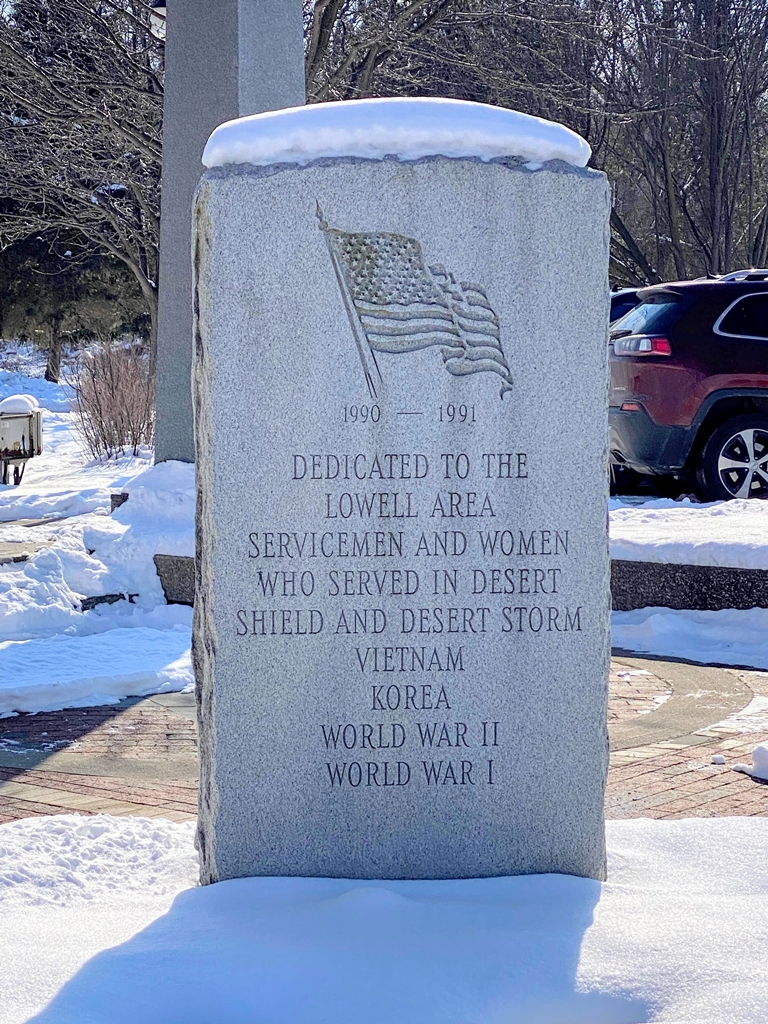 1990 — 1991
DEDICATED TO THE
LOWELL AREA
SERVICEMEN AND WOMEN
WHO SERVED IN DESERT
SHIELD AND DESERT STORM
VIETNAM
KOREA
WORLD WAR II
WORLD WAR I